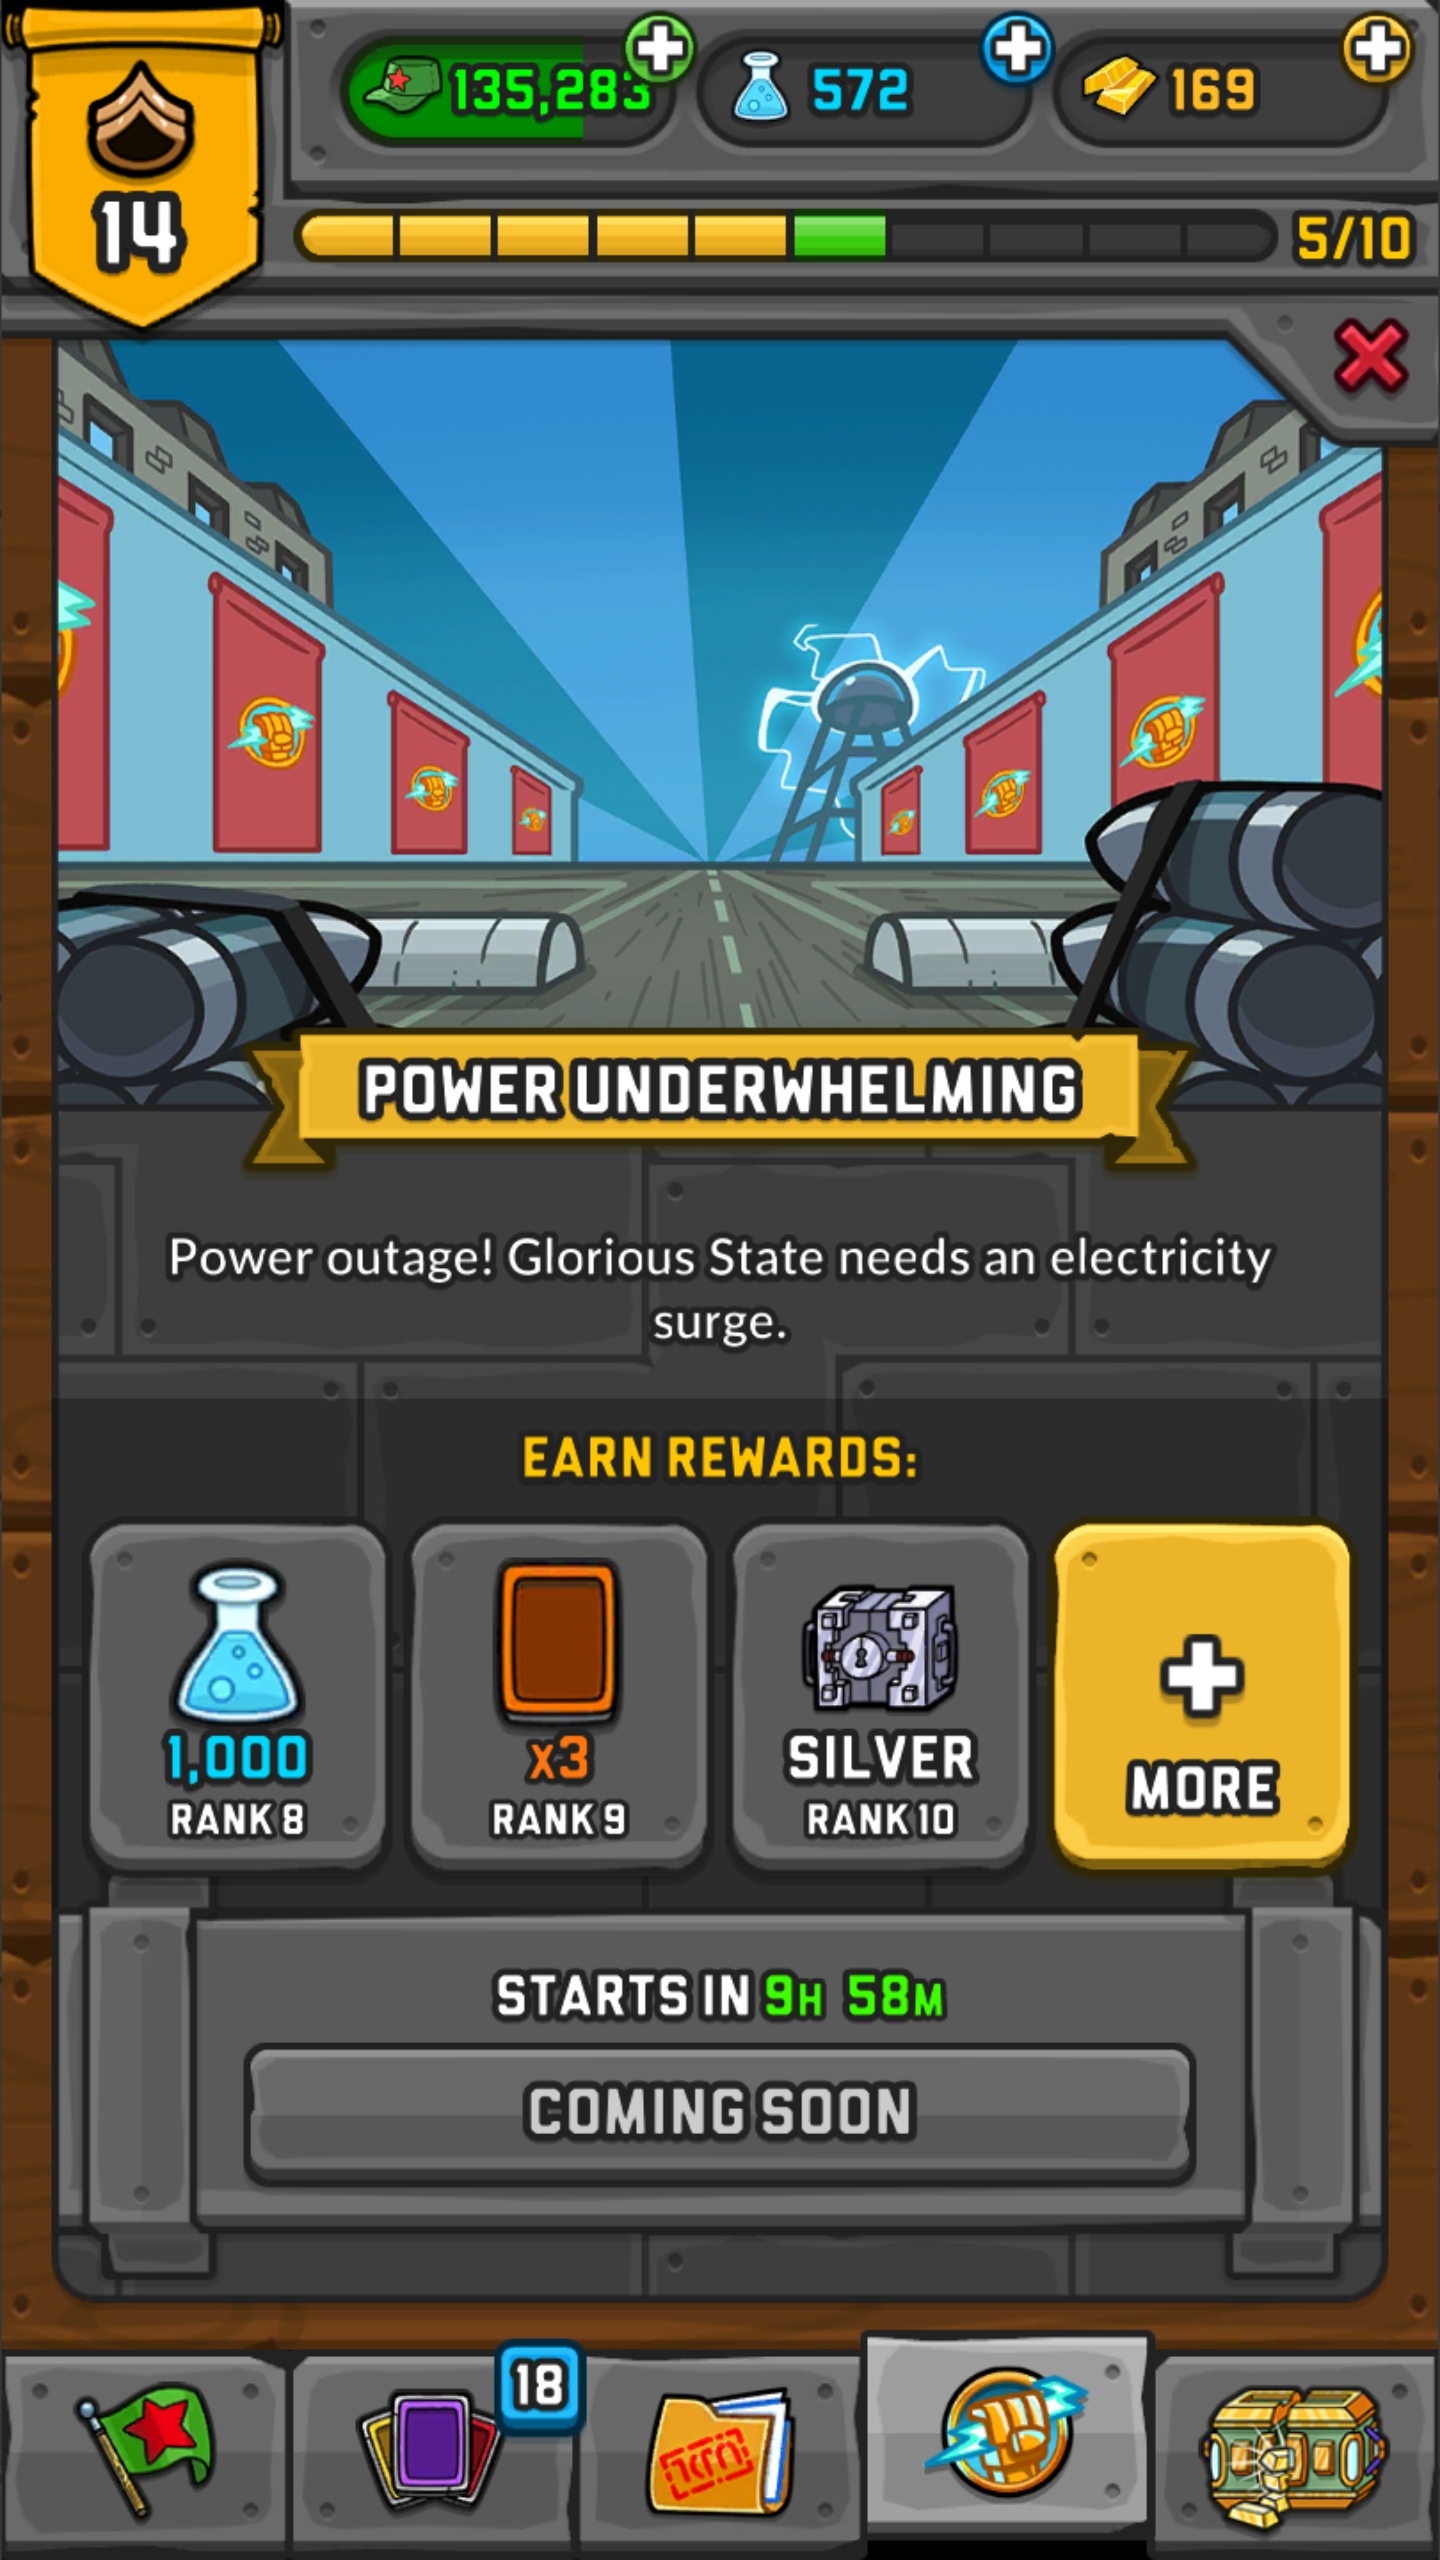 135,283
572
169
14
5/10
POWER UNDERWHELMING
Power outage! Glorious State needs an electricity
surge.
EARN REWARDS:
1,000
RANK 8
x3
RANK 9
SILVER
RANK 10
MORE
STARTS IN 9H 58M
COMING SOON
18